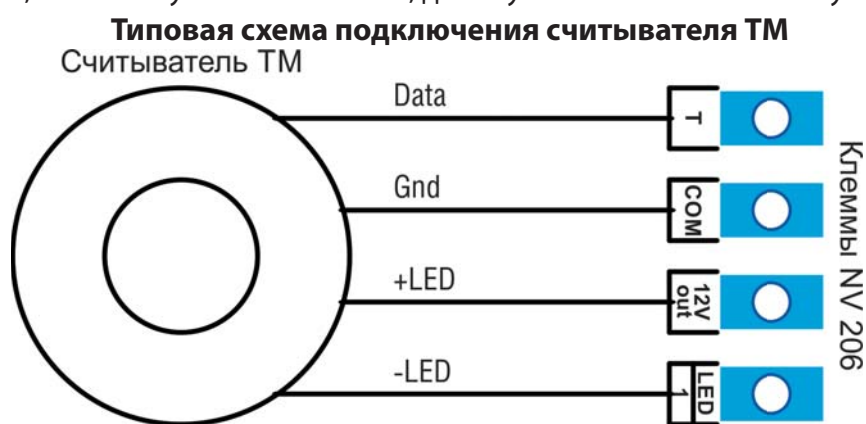 Типовая схема подключения считывателя ТМ
Считыватель ТМ
Data
T
Gnd
COM
+LED
12V
out
-LED
1
LED
Клеммы NV 206